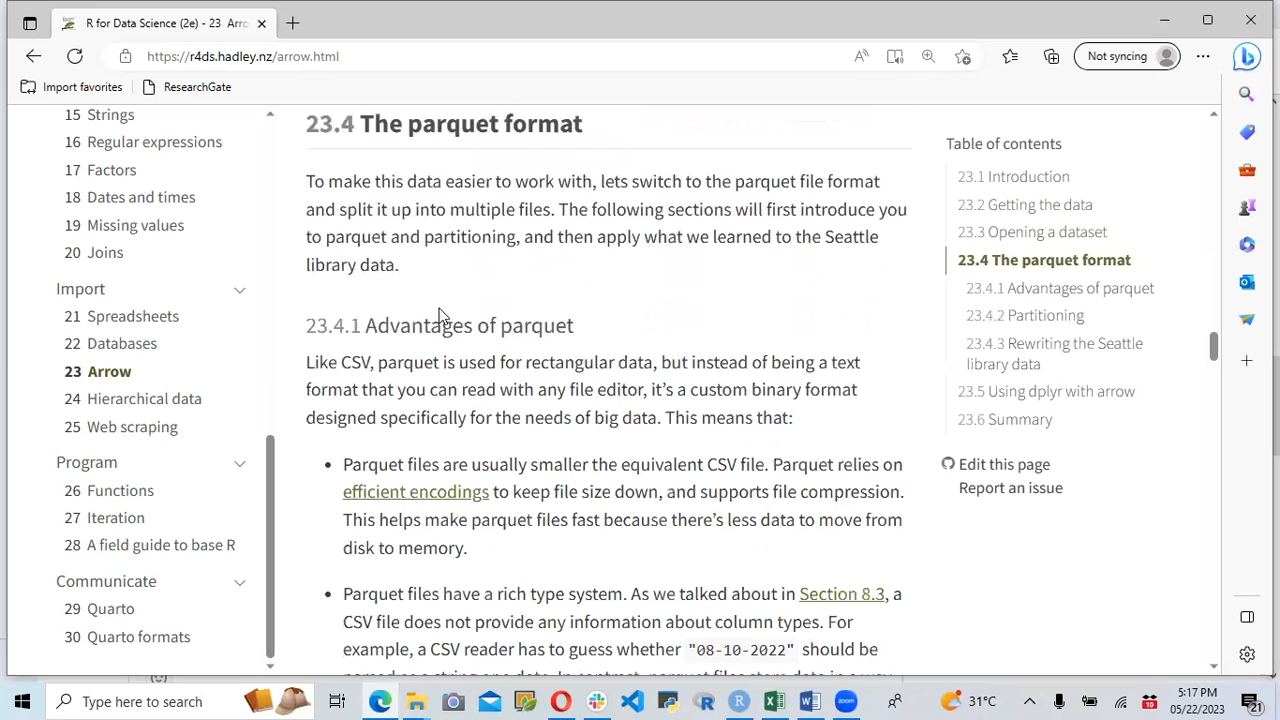 R for Data Science (2e) - 23 Arro
https://r4ds.hadley.nz/arrow.html
Not syncing
Import favorites
ResearchGate
15 Strings
16 Regular expressions
17 Factors
18 Dates and times
19 Missing values
20 Joins
Import
21 Spreadsheets
22 Databases
23 Arrow
24 Hierarchical data
25 Web scraping
Program
26 Functions
27 Iteration
28 A field guide to base R
Communicate
29 Quarto
30 Quarto formats
23.4 The parquet format
To make this data easier to work with, lets switch to the parquet file format
and split it up into multiple files. The following sections will first introduce you
to parquet and partitioning, and then apply what we learned to the Seattle
library data.
23.4.1 Advantages of parquet
Like CSV, parquet is used for rectangular data, but instead of being a text
format that you can read with any file editor, it's a custom binary format
designed specifically for the needs of big data. This means that:
• Parquet files are usually smaller the equivalent CSV file. Parquet relies on
efficient encodings to keep file size down, and supports file compression.
This helps make parquet files fast because there's less data to move from
disk to memory.
• Parquet files have a rich type system. As we talked about in Section 8.3, a
CSV file does not provide any information about column types. For
example, a CSV reader has to guess whether "08-10-2022" should be
Table of contents
23.1 Introduction
23.2 Getting the data
23.3 Opening a dataset
23.4 The parquet format
23.4.1 Advantages of parquet
23.4.2 Partitioning
23.4.3 Rewriting the Seattle
library data
23.5 Using dplyr with arrow
23.6 Summary
Edit this page
Report an issue
Type here to search
31°C
5:17 PM
05/22/2023
21